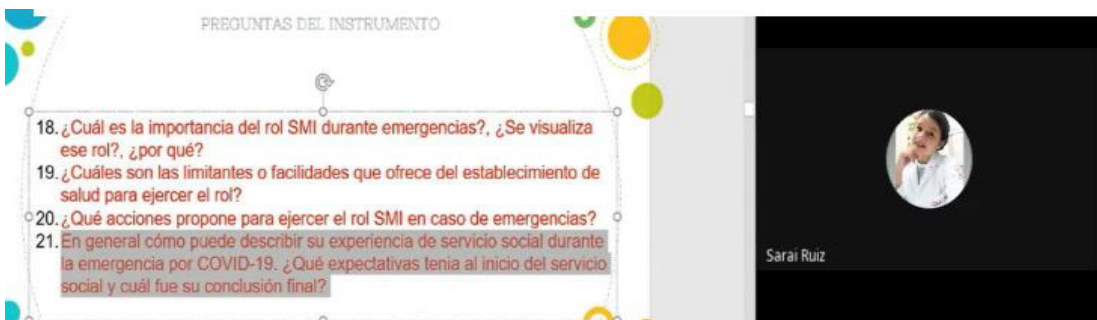 PREGUNTAS DEL INSTRUMENTO
18. ¿Cuál es la importancia del rol SMI durante emergencias?, ¿Se visualiza
ese rol?, ¿por qué?
19. ¿Cuáles son las limitantes o facilidades que ofrece del establecimiento de
salud para ejercer el rol?
20. ¿Qué acciones propone para ejercer el rol SMI en caso de emergencias?
21. En general cómo puede describir su experiencia de servicio social durante
la emergencia por COVID-19. ¿Qué expectativas tenia al inicio del servicio
social y cuál fue su conclusión final?
Sarai Ruiz